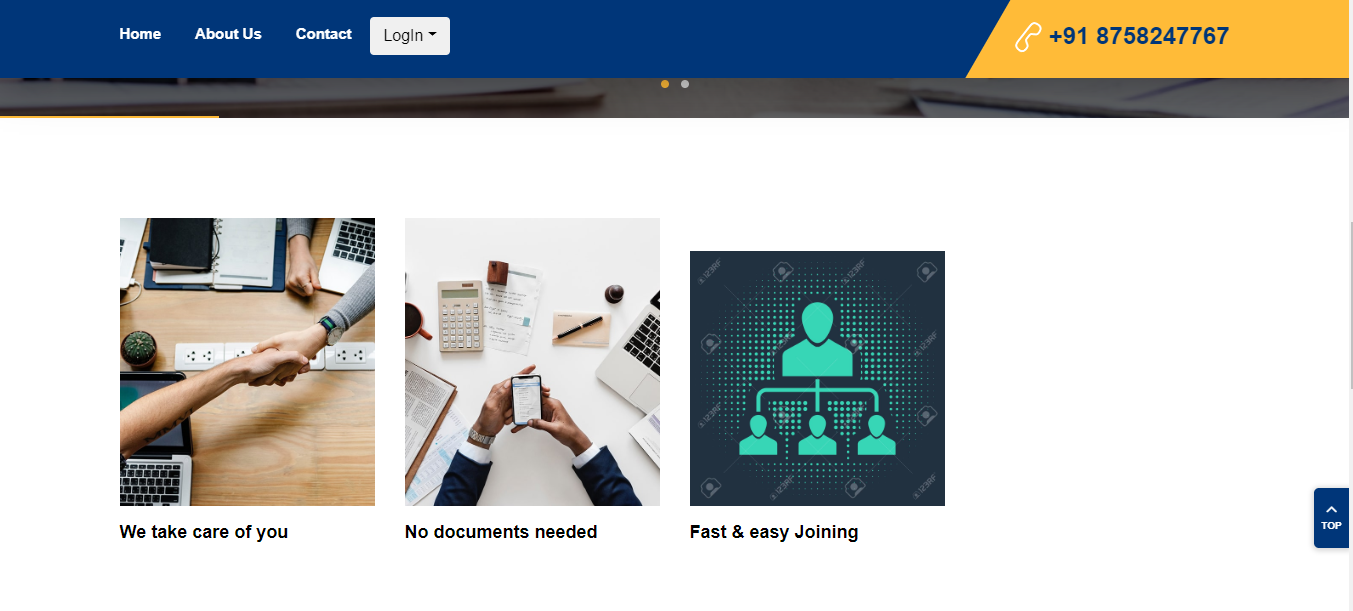 Home About Us Contact LogIn +91 8758247767
We take care of you No documents needed Fast & easy Joining
TOP
123RF